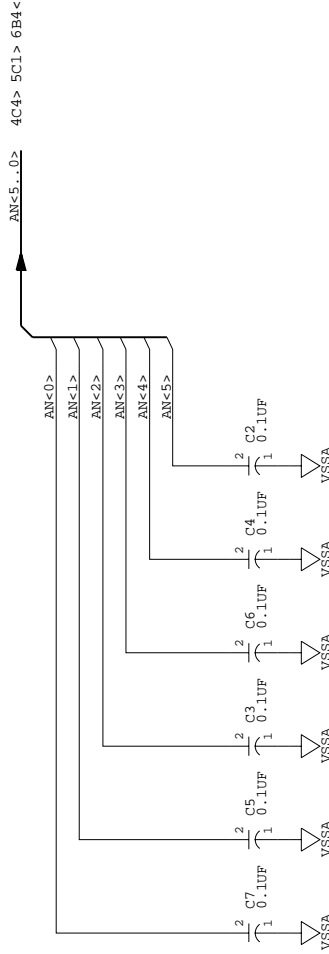 AN<5..0> 4C4> 5C1> 6B4<
AN<0>
AN<1>
AN<2>
AN<3>
AN<4>
AN<5>
C7
0.1UF
2
1
VSSA
C5
0.1UF
2
1
VSSA
C3
0.1UF
2
1
VSSA
C6
0.1UF
2
1
VSSA
C4
0.1UF
2
1
VSSA
C2
0.1UF
2
1
VSSA